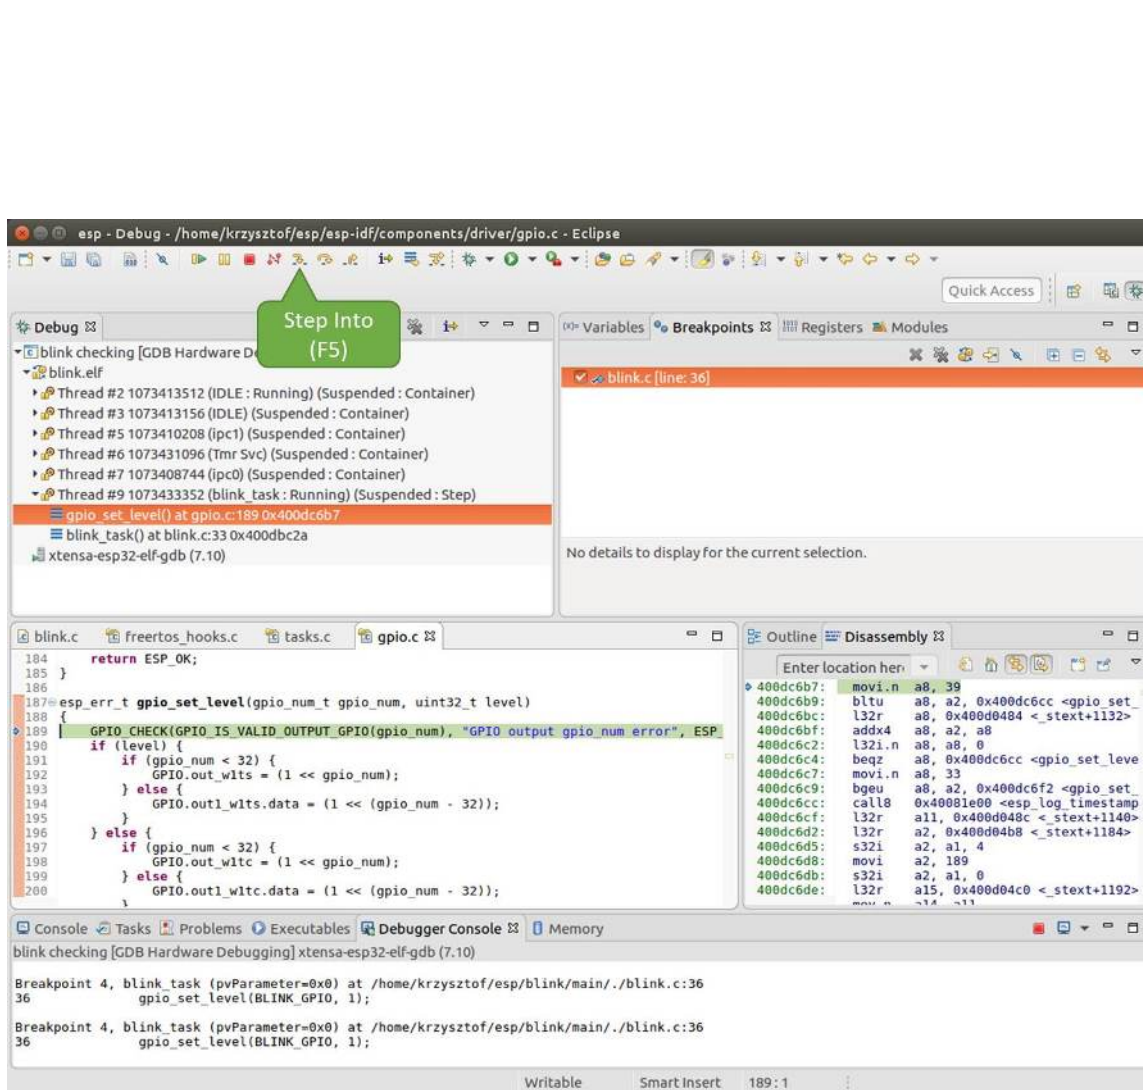 esp - Debug - /home/krzysztof/esp/esp-idf/components/driver/gpio.c - Eclipse
Quick Access
Step Into
(F5)
Debug
blink checking [GDB Hardware De
blink.elf
Thread #2 1073413512 (IDLE : Running) (Suspended : Container)
Thread #3 1073413156 (IDLE) (Suspended : Container)
Thread #5 1073410208 (ipc1) (Suspended : Container)
Thread #6 1073431096 (Tmr Svc) (Suspended : Container)
Thread #7 1073408744 (ipc0) (Suspended : Container)
Thread #9 1073433352 (blink_task : Running) (Suspended : Step)
gpio_set_level() at gpio.c:189 0x400dc6b7
blink_task() at blink.c:33 0x400dbc2a
xtensa-esp32-elf-gdb (7.10)
(x)= Variables Breakpoints Registers Modules
blink.c [line: 36]
No details to display for the current selection.
blink.c freertos_hooks.c tasks.c gpio.c
184 return ESP_OK;
185 }
186
187 esp_err_t gpio_set_level(gpio_num_t gpio_num, uint32_t level)
188 {
189 GPIO_CHECK(GPIO_IS_VALID_OUTPUT_GPIO(gpio_num), "GPIO output gpio_num error", ESP_
190 if (level) {
191 if (gpio_num < 32) {
192 GPIO.out_w1ts = (1 << gpio_num);
193 } else {
194 GPIO.out1_w1ts.data = (1 << (gpio_num - 32));
195 }
196 } else {
197 if (gpio_num < 32) {
198 GPIO.out_w1tc = (1 << gpio_num);
199 } else {
200 GPIO.out1_w1tc.data = (1 << (gpio_num - 32));
}
Outline Disassembly
Enter location her
400dc6b7: movi.n a8, 39
400dc6b9: bltu a8, a2, 0x400dc6cc <gpio_set_
400dc6bc: l32r a8, 0x400d0484 <_stext+1132>
400dc6bf: addx4 a8, a2, a8
400dc6c2: l32i.n a8, a8, 0
400dc6c4: beqz a8, 0x400dc6cc <gpio_set_leve
400dc6c7: movi.n a8, 33
400dc6c9: bgeu a8, a2, 0x400dc6f2 <gpio_set_
400dc6cc: call8 0x40081e00 <esp_log_timestamp
400dc6cf: l32r a11, 0x400d048c <_stext+1140>
400dc6d2: l32r a2, 0x400d04b8 <_stext+1184>
400dc6d5: s32i a2, a1, 4
400dc6d8: movi a2, 189
400dc6db: s32i a2, a1, 0
400dc6de: l32r a15, 0x400d04c0 <_stext+1192>
mov.n a14, a11
Console Tasks Problems Executables Debugger Console Memory
blink checking [GDB Hardware Debugging] xtensa-esp32-elf-gdb (7.10)
Breakpoint 4, blink_task (pvParameter=0x0) at /home/krzysztof/esp/blink/main/./blink.c:36
36 gpio_set_level(BLINK_GPIO, 1);
Breakpoint 4, blink_task (pvParameter=0x0) at /home/krzysztof/esp/blink/main/./blink.c:36
36 gpio_set_level(BLINK_GPIO, 1);
Writable Smart Insert 189 : 1